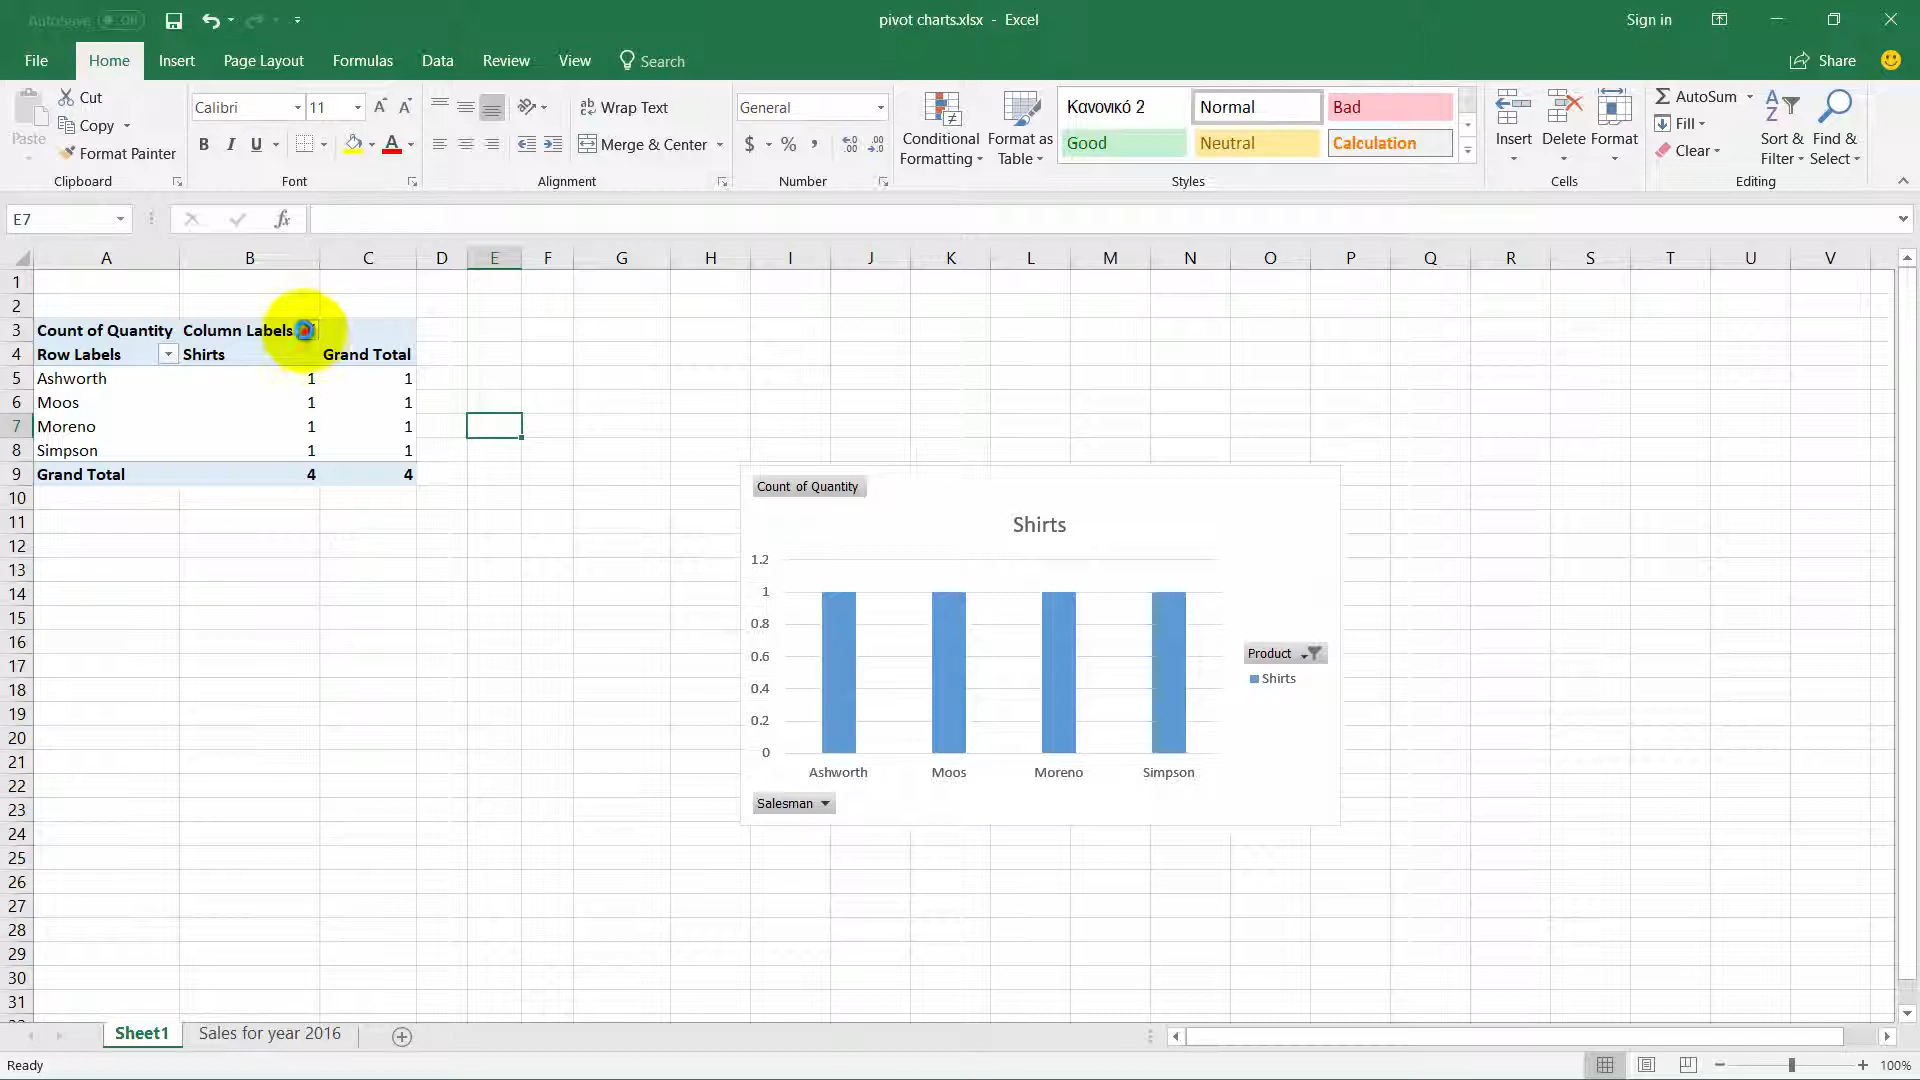 AutoSave Off
pivot charts.xlsx - Excel
Sign in
File Home Insert Page Layout Formulas Data Review View Search
Share
Paste
Cut
Copy
Format Painter
Clipboard
Calibri 11
B I U
Font
Wrap Text
Merge & Center
Alignment
General
$ % ,
Number
Conditional Formatting
Format as Table
Κανονικό 2 Normal Bad
Good Neutral Calculation
Styles
Insert Delete Format
Cells
AutoSum
Fill
Clear
Sort & Filter
Find & Select
Editing
E7 fx
A B C D E F G H I J K L M N O P Q R S T U V
1
2
3 Count of Quantity Column Labels
4 Row Labels Shirts Grand Total
5 Ashworth 1 1
6 Moos 1 1
7 Moreno 1 1
8 Simpson 1 1
9 Grand Total 4 4
10
11
12
13
14
15
16
17
18
19
20
21
22
23
24
25
26
27
28
29
30
31
Count of Quantity
Shirts
1.2
1
0.8
0.6
0.4
0.2
0
Ashworth Moos Moreno Simpson
Product
Shirts
Salesman
Sheet1 Sales for year 2016
Ready
100%